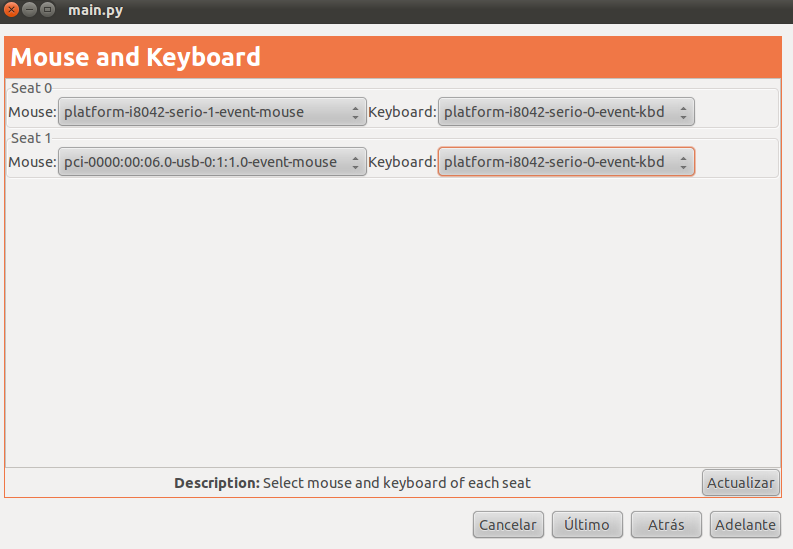 main.py
Mouse and Keyboard
Seat 0
Mouse: platform-i8042-serio-1-event-mouse Keyboard: platform-i8042-serio-0-event-kbd
Seat 1
Mouse: pci-0000:00:06.0-usb-0:1:1.0-event-mouse Keyboard: platform-i8042-serio-0-event-kbd
Description: Select mouse and keyboard of each seat Actualizar
Cancelar Último Atrás Adelante